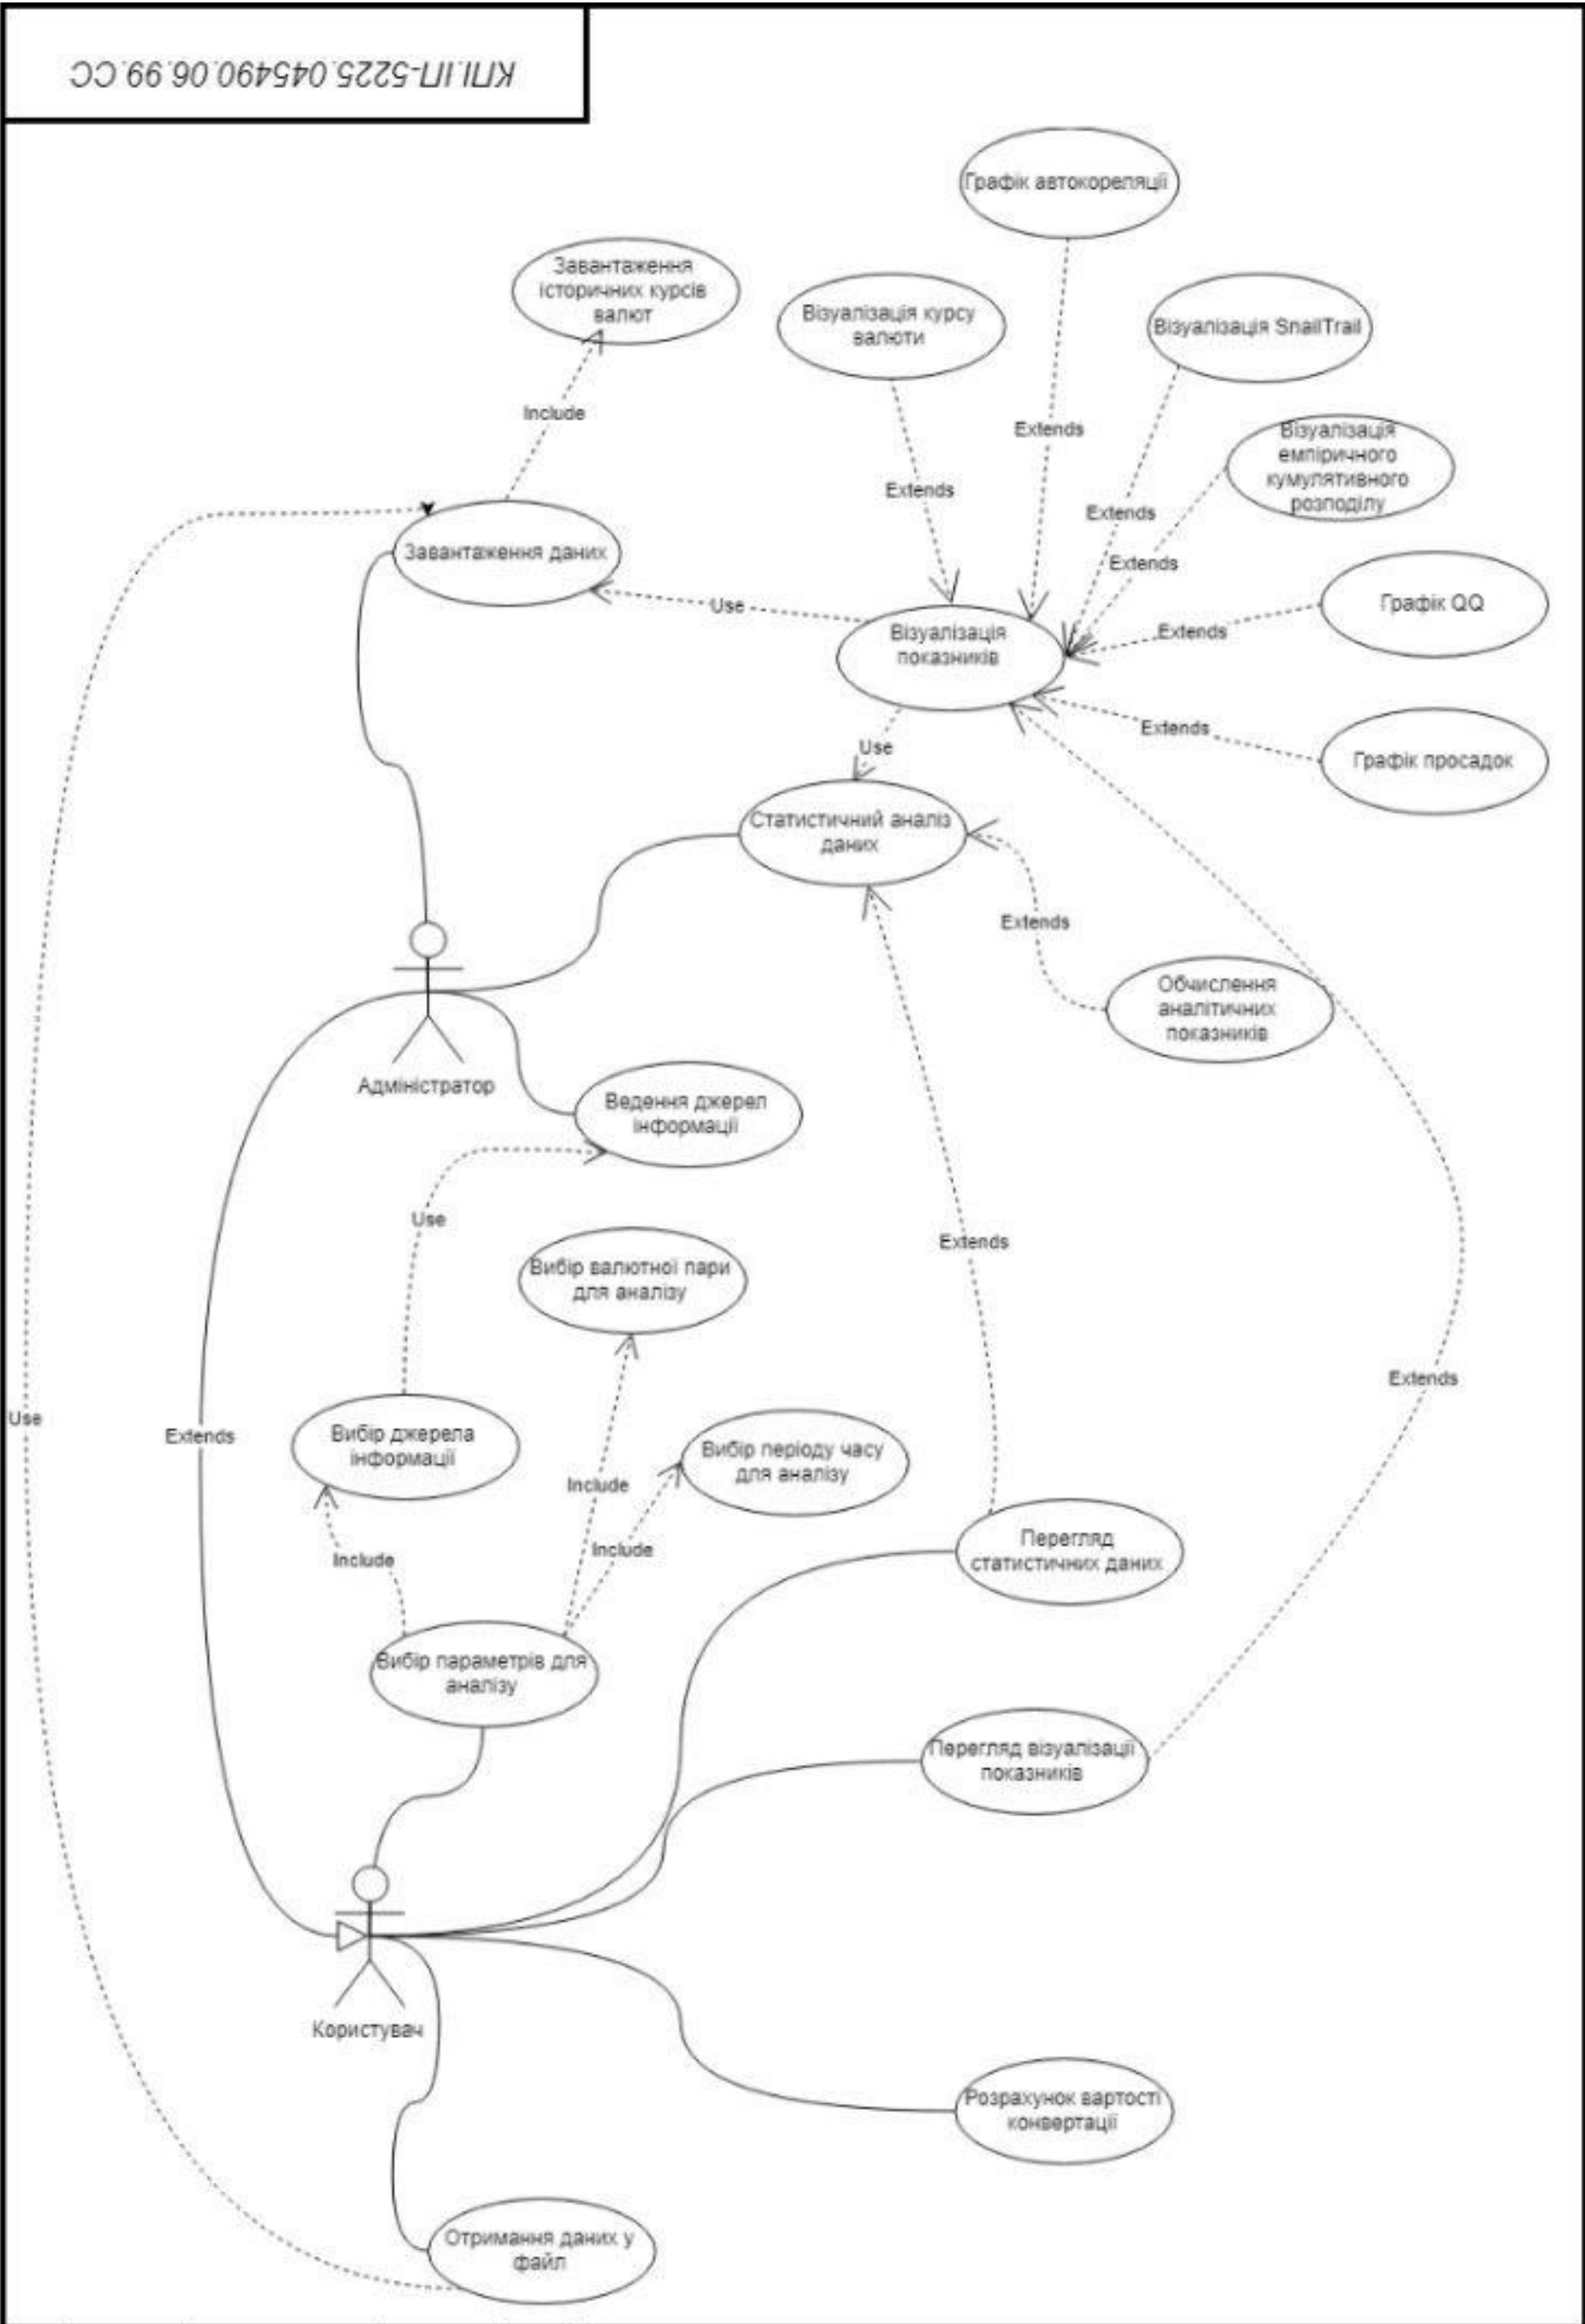 КПІ.ІП-5225.045490.06.99.СС
Графік автокореляції
Завантаження
історичних курсів
валют
Візуалізація курсу
валюти
Візуалізація SnailTrail
Include
Extends
Візуалізація
емпіричного
кумулятивного
розподілу
Extends
Extends
Завантаження даних
Extends
Use
Графік QQ
Візуалізація
показників
Extends
Extends
Use
Графік просадок
Статистичний аналіз
даних
Extends
Обчислення
аналітичних
показників
Адміністратор
Ведення джерел
інформації
Use
Extends
Вибір валютної пари
для аналізу
Extends
Use
Extends
Вибір джерела
інформації
Вибір періоду часу
для аналізу
Include
Include
Include
Перегляд
статистичних даних
Вибір параметрів для
аналізу
Перегляд візуалізації
показників
Користувач
Розрахунок вартості
конвертації
Отримання даних у
файл